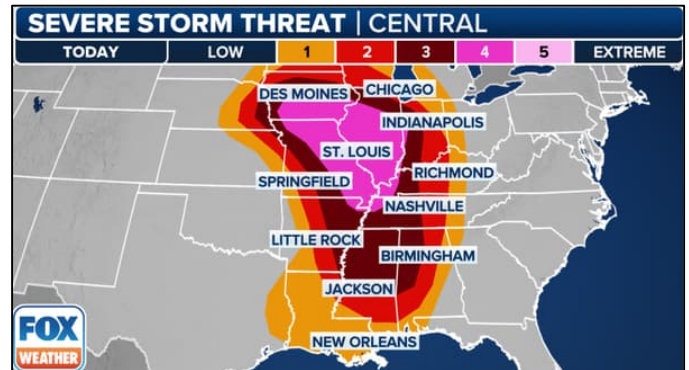 SEVERE STORM THREAT | CENTRAL
TODAY LOW 1 2 3 4 5 EXTREME
DES MOINES
CHICAGO
INDIANAPOLIS
ST. LOUIS
RICHMOND
SPRINGFIELD
NASHVILLE
LITTLE ROCK
BIRMINGHAM
JACKSON
NEW ORLEANS
FOX
WEATHER